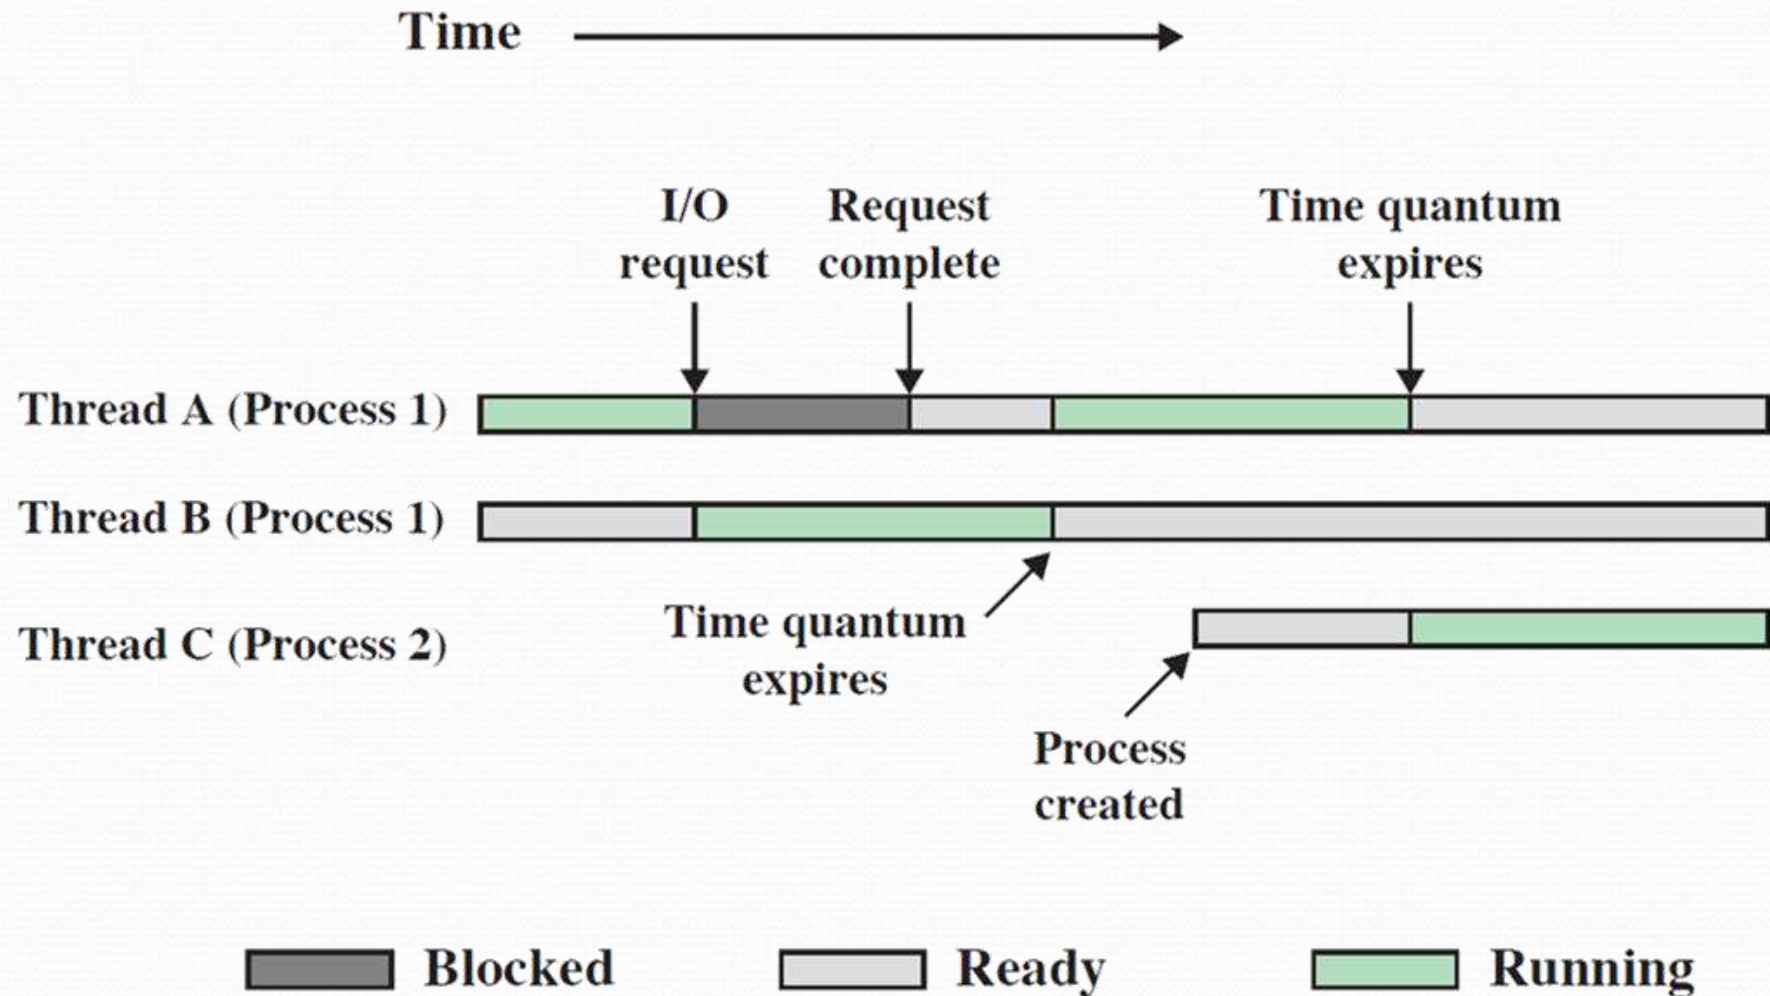 Time
I/O
request
Request
complete
Time quantum
expires
Thread A (Process 1)
Thread B (Process 1)
Thread C (Process 2)
Time quantum
expires
Process
created
Blocked
Ready
Running